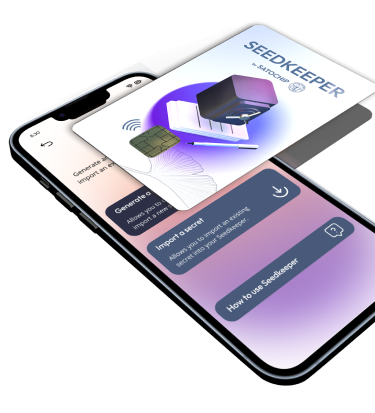 SEEDKEEPER
by SATOCHIP
8:30
Generate a
import an ex
Generate a
Allows you to
import a new
Import a secret
Allows you to import an existing
secret into your Seedkeeper.
How to use Seedkeeper